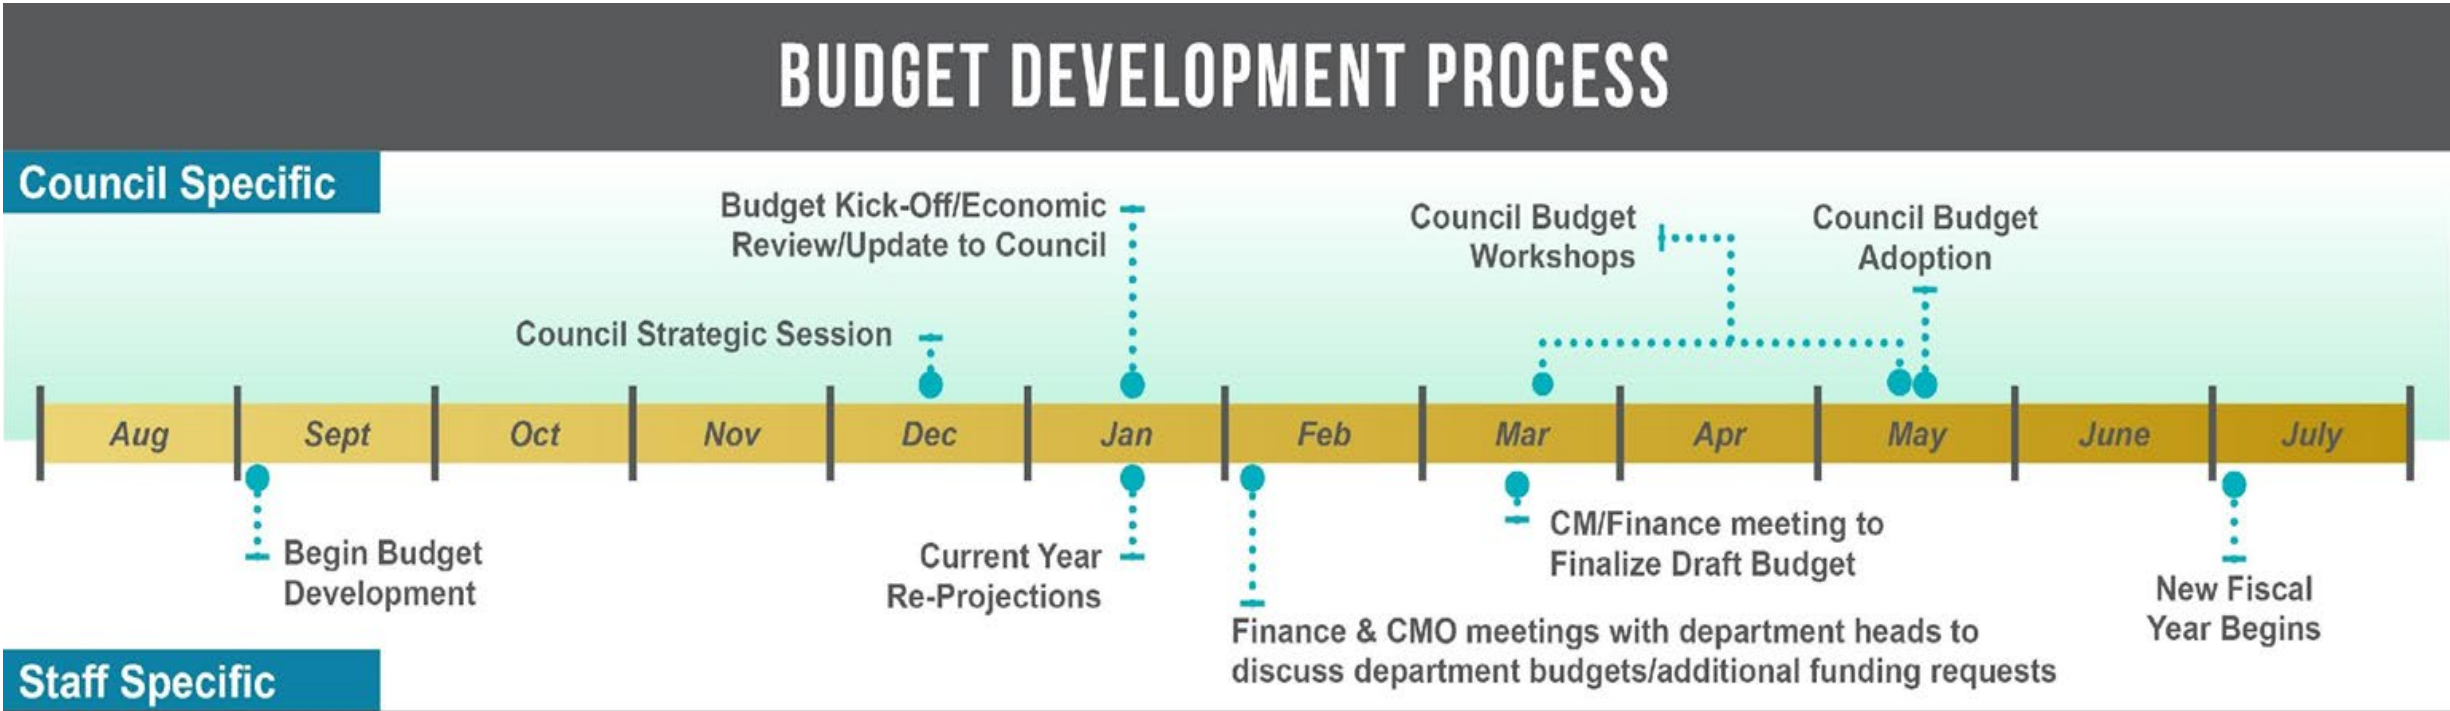 BUDGET DEVELOPMENT PROCESS
Council Specific
Budget Kick-Off/Economic
Review/Update to Council
Council Strategic Session
Council Budget
Workshops
Council Budget
Adoption
Aug Sept Oct Nov Dec Jan Feb Mar Apr May June July
Begin Budget
Development
Current Year
Re-Projections
CM/Finance meeting to
Finalize Draft Budget
Finance & CMO meetings with department heads to
discuss department budgets/additional funding requests
New Fiscal
Year Begins
Staff Specific